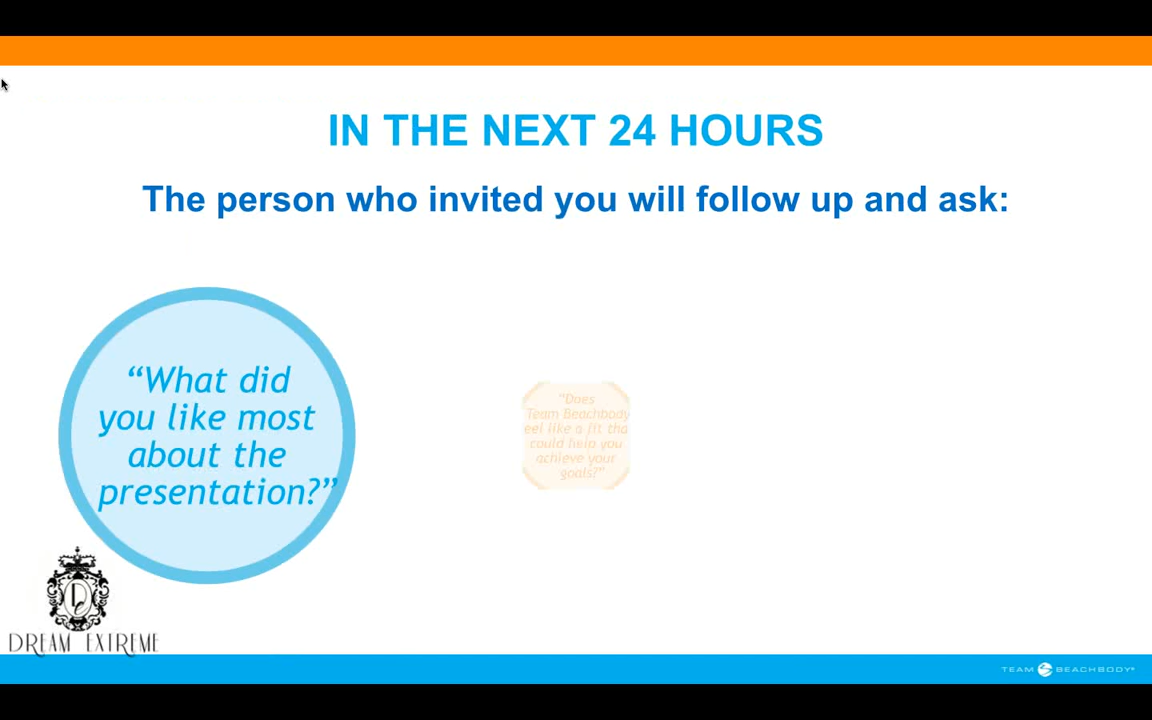 IN THE NEXT 24 HOURS
The person who invited you will follow up and ask:
“What did
you like most
about the
presentation?”
“Does
Team Beachbody
eel like a fit tha
could help you
achieve your
goals?”
DREAM EXTREME
TEAM BEACHBODY®